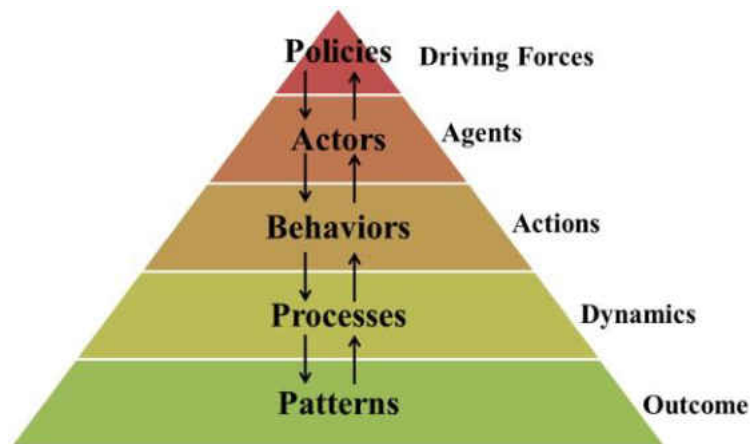 Policies
Driving Forces
Actors
Agents
Behaviors
Actions
Processes
Dynamics
Patterns
Outcome